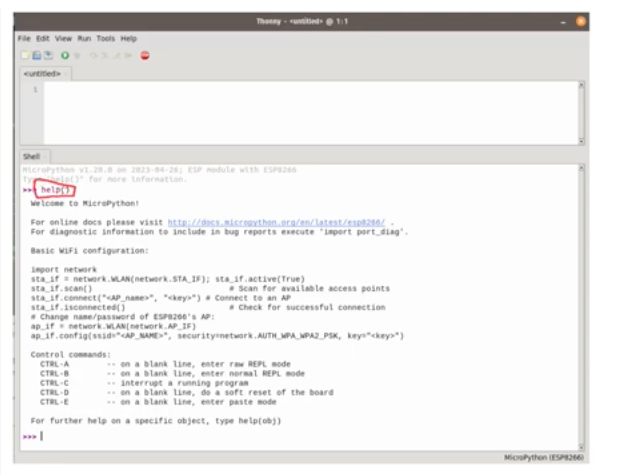 Thonny - <untitled> @ 1:1
File Edit View Run Tools Help
<untitled>
1
Shell
MicroPython v1.20.0 on 2023-04-26; ESP module with ESP8266
Type "help()" for more information.
>>> help()
Welcome to MicroPython!
For online docs please visit http://docs.micropython.org/en/latest/esp8266/ .
For diagnostic information to include in bug reports execute 'import port_diag'.
Basic WiFi configuration:
import network
sta_if = network.WLAN(network.STA_IF); sta_if.active(True)
sta_if.scan() # Scan for available access points
sta_if.connect("<AP_name>", "<key>") # Connect to an AP
sta_if.isconnected() # Check for successful connection
# Change name/password of ESP8266's AP:
ap_if = network.WLAN(network.AP_IF)
ap_if.config(ssid="<AP_NAME>", security=network.AUTH_WPA_WPA2_PSK, key="<key>")
Control commands:
CTRL-A -- on a blank line, enter raw REPL mode
CTRL-B -- on a blank line, enter normal REPL mode
CTRL-C -- interrupt a running program
CTRL-D -- on a blank line, do a soft reset of the board
CTRL-E -- on a blank line, enter paste mode
For further help on a specific object, type help(obj)
>>>
MicroPython (ESP8266)